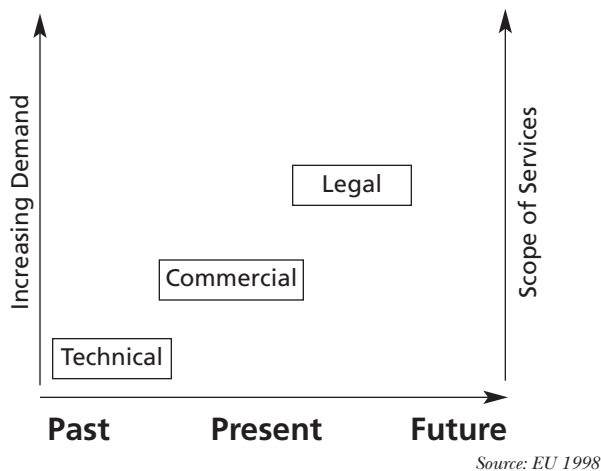 Increasing Demand
Scope of Services
Legal
Commercial
Technical
Past Present Future
Source: EU 1998